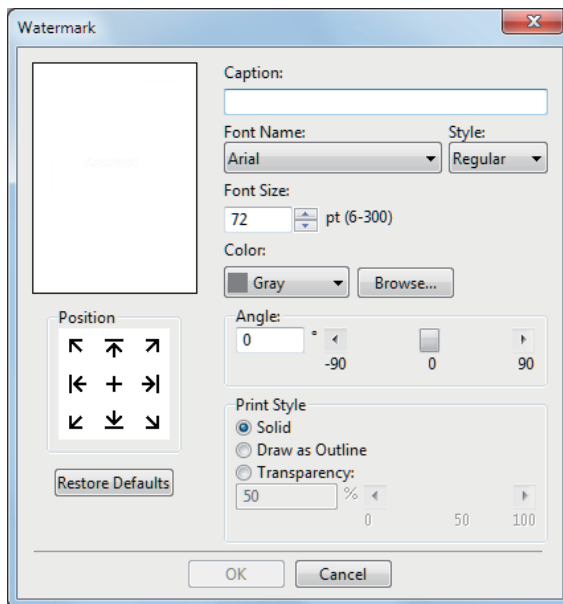 Watermark
Caption:
Font Name:
Style:
Arial
Regular
Font Size:
72
pt (6-300)
Color:
Gray
Browse...
Position
Angle:
0
°
-90
0
90
Print Style
Solid
Draw as Outline
Transparency:
50
%
0
50
100
Restore Defaults
OK
Cancel